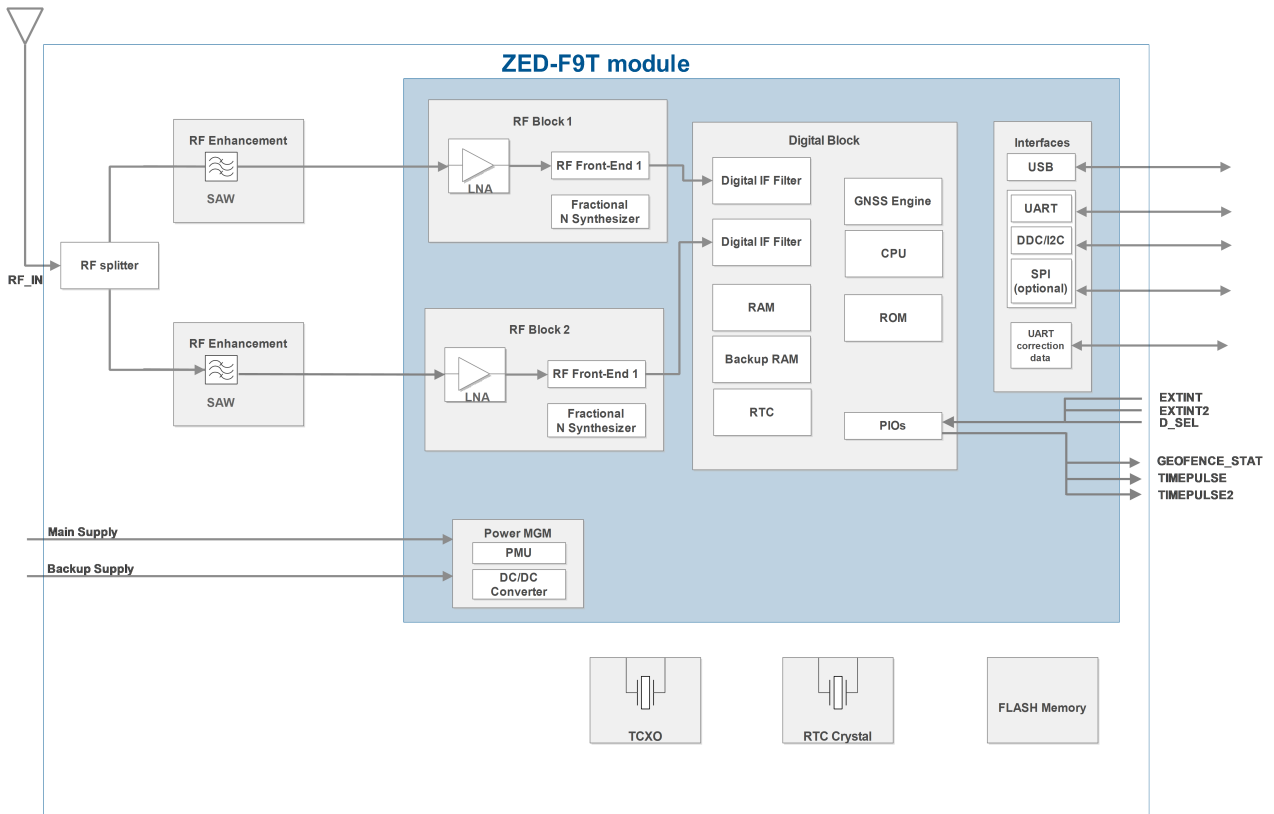 ZED-F9T module
RF_IN
RF splitter
RF Enhancement
SAW
RF Enhancement
SAW
RF Block 1
LNA
RF Front-End 1
Fractional
N Synthesizer
RF Block 2
LNA
RF Front-End 1
Fractional
N Synthesizer
Digital Block
Digital IF Filter
Digital IF Filter
RAM
Backup RAM
RTC
GNSS Engine
CPU
ROM
PIOs
Interfaces
USB
UART
DDC/I2C
SPI
(optional)
UART
correction
data
EXTINT
EXTINT2
D_SEL
GEOFENCE_STAT
TIMEPULSE
TIMEPULSE2
Main Supply
Backup Supply
Power MGM
PMU
DC/DC
Converter
TCXO
RTC Crystal
FLASH Memory